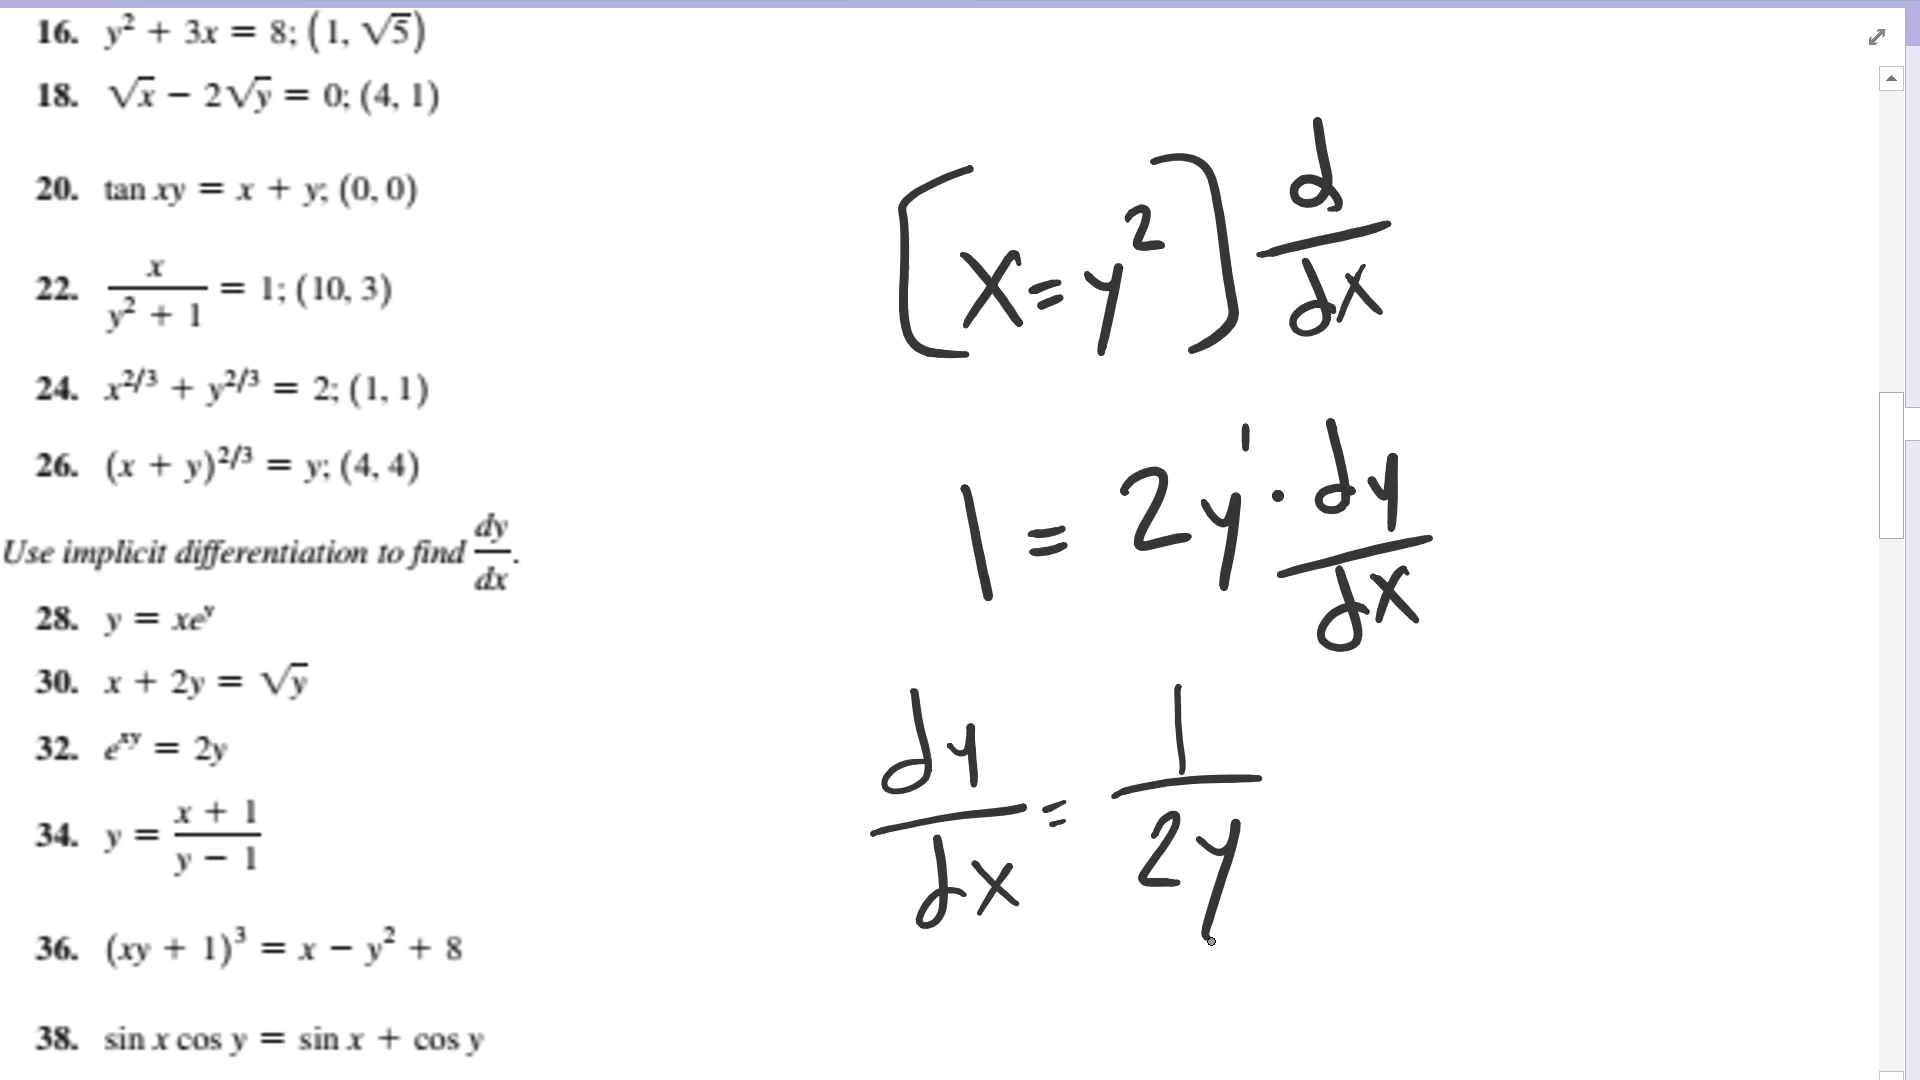 16. y² + 3x = 8; (1, √5)
18. √x − 2√y = 0; (4, 1)
20. tan xy = x + y; (0, 0)
22. x/(y² + 1) = 1; (10, 3)
24. x^(2/3) + y^(2/3) = 2; (1, 1)
26. (x + y)^(2/3) = y; (4, 4)
Use implicit differentiation to find dy/dx.
28. y = xe^y
30. x + 2y = √y
32. e^(xy) = 2y
34. y = (x + 1)/(y − 1)
36. (xy + 1)³ = x − y² + 8
38. sin x cos y = sin x + cos y
[x = y²] d/dx
1 = 2y¹ · dy/dx
dy/dx = 1/2y